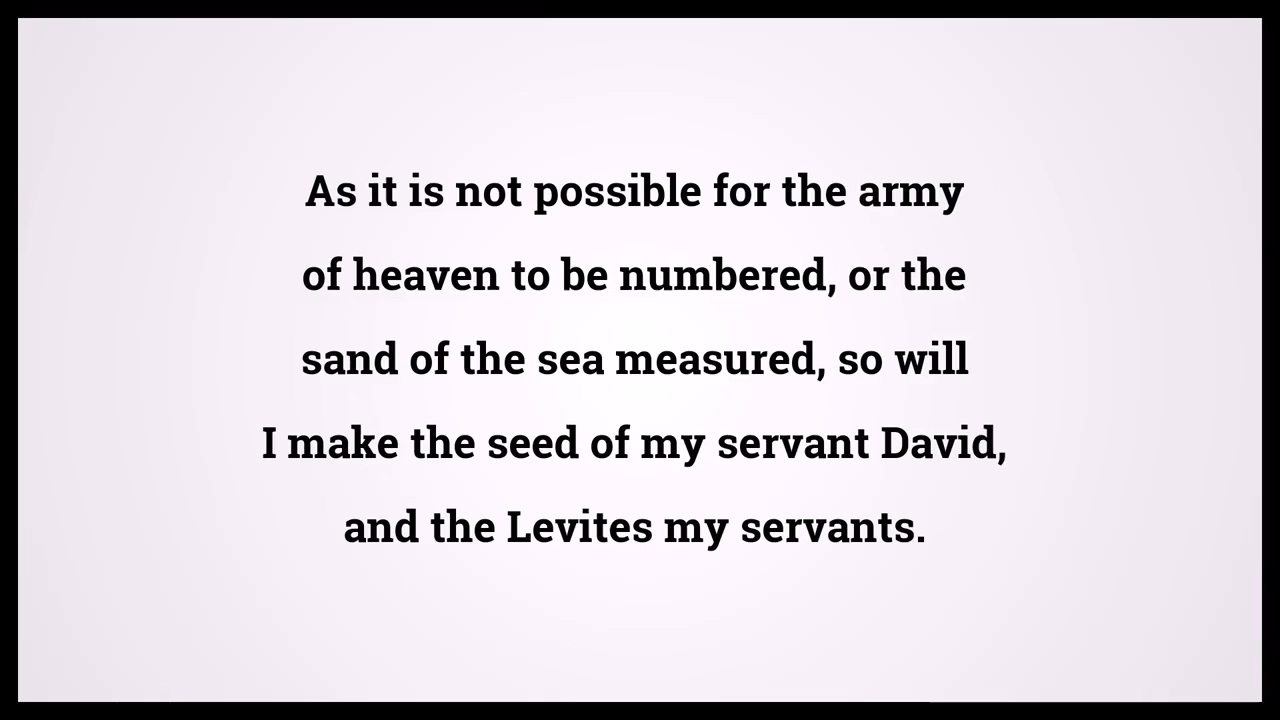 As it is not possible for the army
of heaven to be numbered, or the
sand of the sea measured, so will
I make the seed of my servant David,
and the Levites my servants.